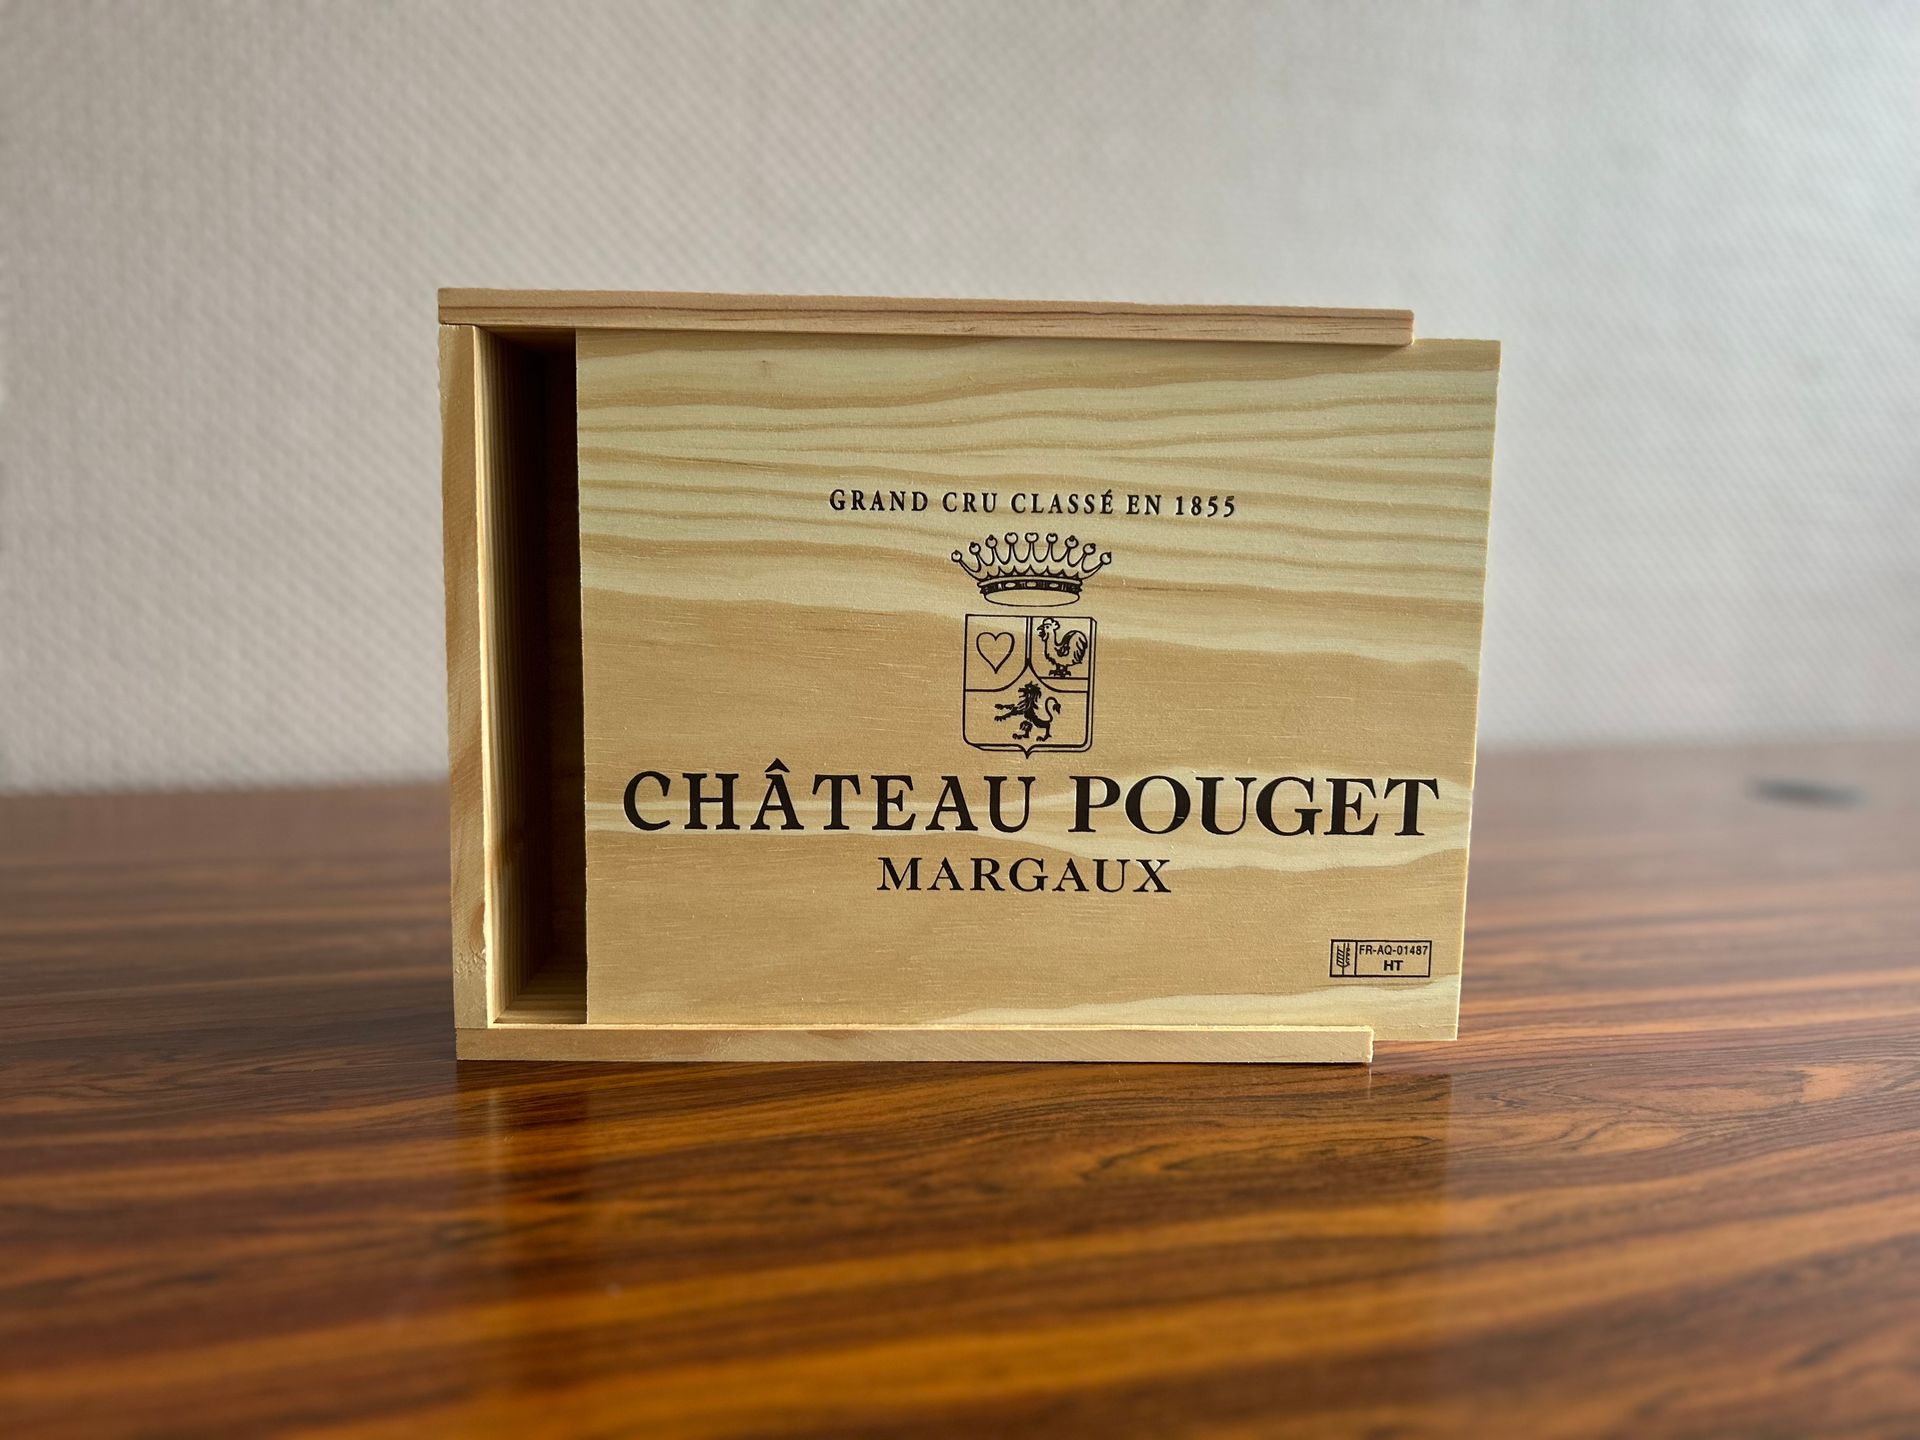 GRAND CRU CLASSÉ EN 1855
CHÂTEAU POUGET
MARGAUX
FR-AQ-01487
HT